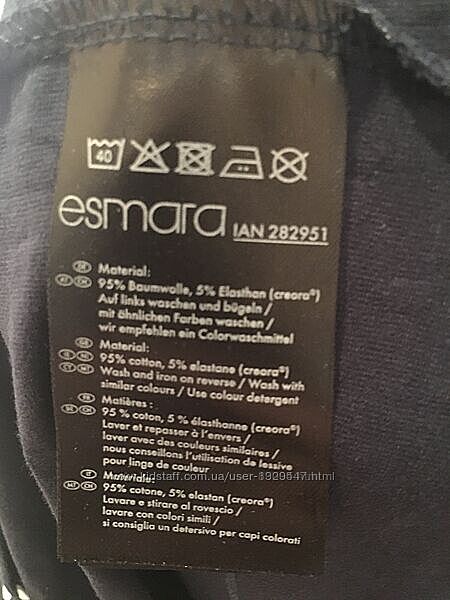 40
esmara IAN 282951
Material:
95% Baumwolle, 5% Elasthan (creora®)
Auf links waschen und bügeln /
mit ähnlichen Farben waschen /
wir empfehlen ein Colorwaschmittel
Material:
95% cotton, 5% elastane (creora®)
Wash and iron on reverse / Wash with
similar colours / Use colour detergent
FR Matières :
95 % coton, 5 % élasthanne (creora®)
Laver et repasser à l'envers /
laver avec des couleurs similaires /
nous conseillons l'utilisation de lessive
pour linge de couleur
IT Materiale:
95% cotone, 5% elastan (creora®)
Lavare e stirare al rovescio /
lavare con colori simili /
si consiglia un detersivo per capi colorati